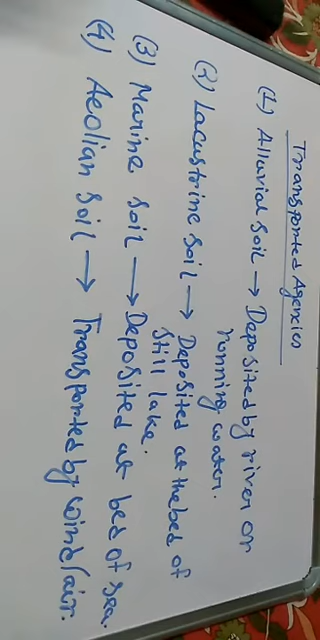 Transported Agencies
(1) Alluvial Soil → Deposited by river or
running water.
(2) Lacustrine Soil → Deposited at the bed of
still lake.
(3) Marine Soil → Deposited at bed of sea.
(4) Aeolian Soil → Transported by wind/air.